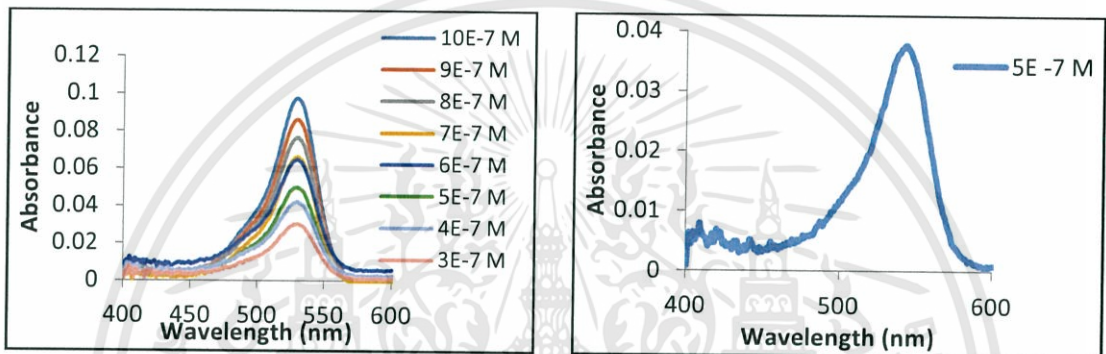 0.12
0.1
0.08
0.06
0.04
0.02
0
Absorbance
400 450 500 550 600
Wavelength (nm)
10E-7 M
9E-7 M
8E-7 M
7E-7 M
6E-7 M
5E-7 M
4E-7 M
3E-7 M
0.04
0.03
0.02
0.01
0
Absorbance
400 500 600
Wavelength (nm)
5E -7 M